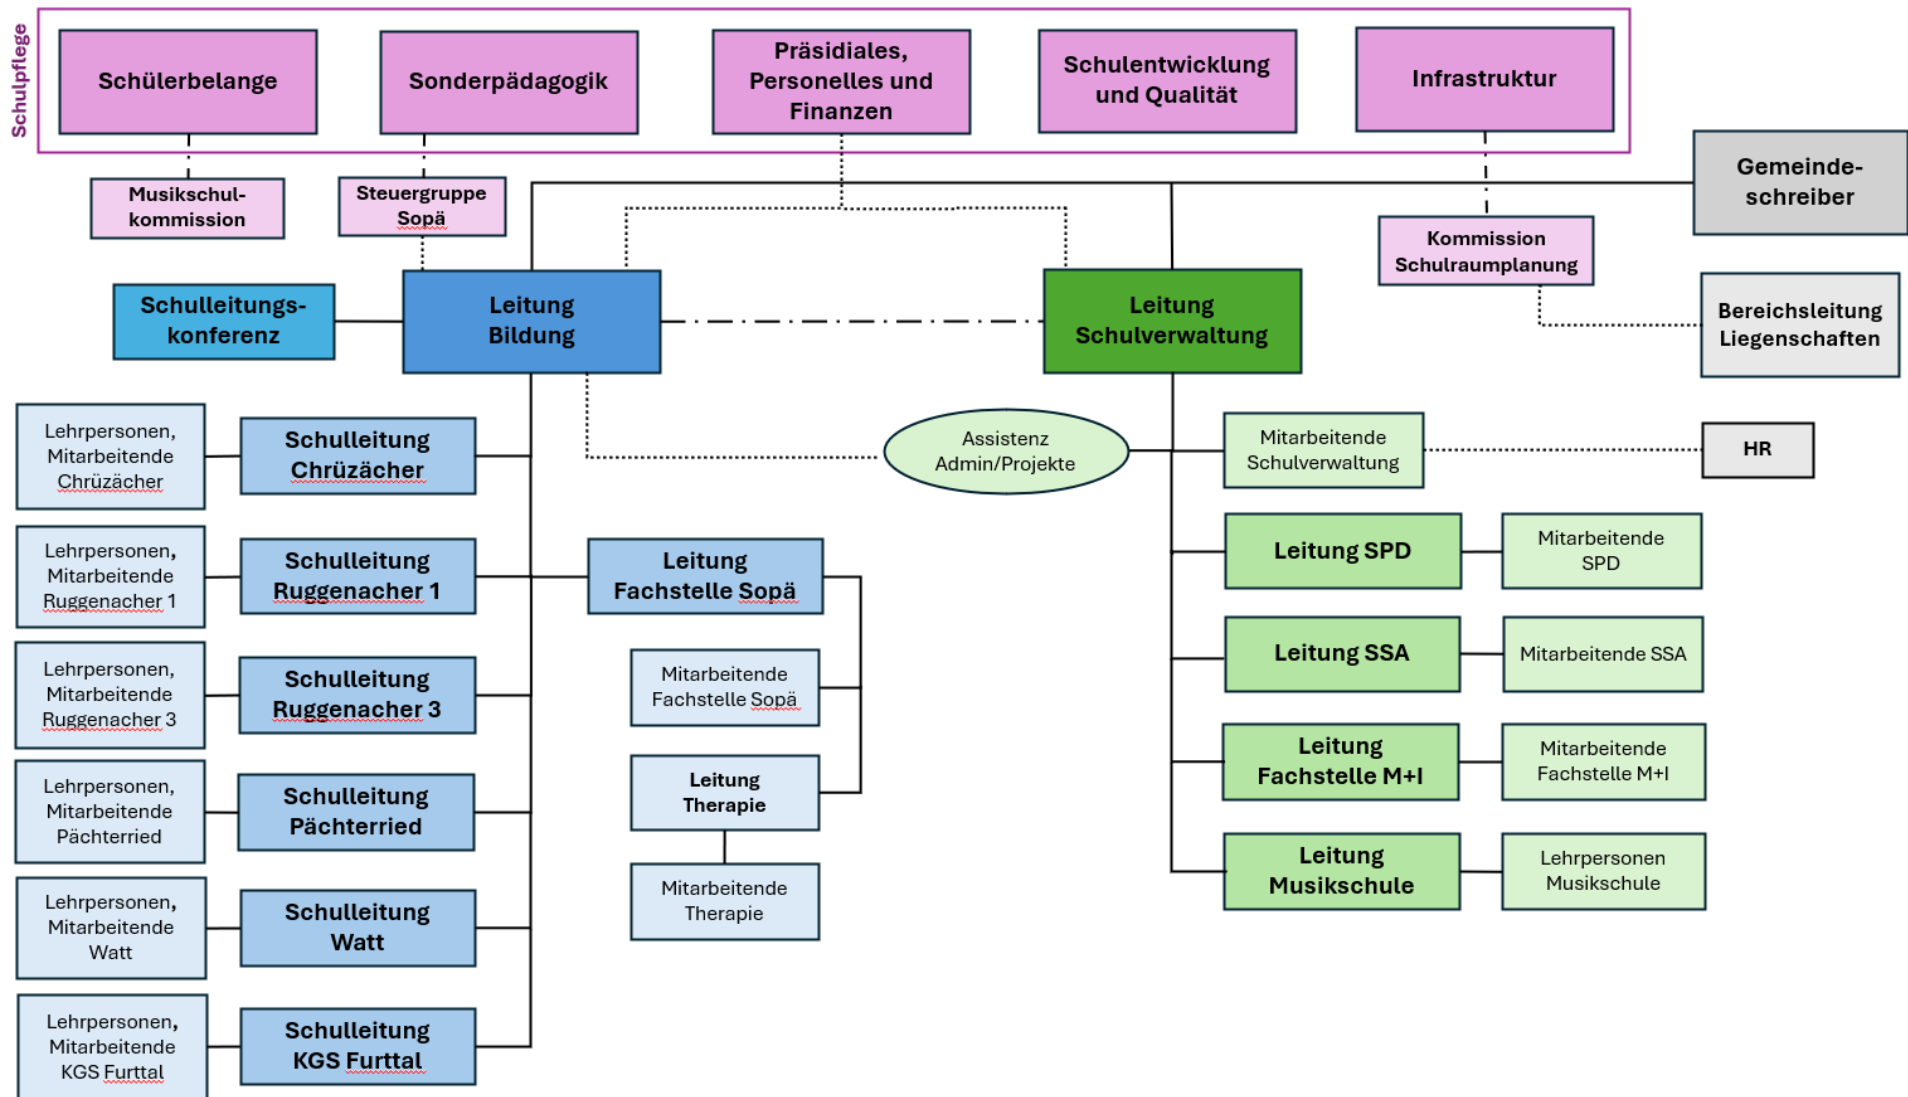 Schulpflege
Schülerbelange
Sonderpädagogik
Präsidiales,
Personelles und
Finanzen
Schulentwicklung
und Qualität
Infrastruktur
Gemeinde-
schreiber
Musikschul-
kommission
Steuergruppe
Sopä
Kommission
Schulraumplanung
Schulleitungs-
konferenz
Leitung
Bildung
Leitung
Schulverwaltung
Bereichsleitung
Liegenschaften
Lehrpersonen,
Mitarbeitende
Chrüzächer
Schulleitung
Chrüzächer
Assistenz
Admin/Projekte
Mitarbeitende
Schulverwaltung
HR
Lehrpersonen,
Mitarbeitende
Ruggenacher 1
Schulleitung
Ruggenacher 1
Leitung
Fachstelle Sopä
Leitung SPD
Mitarbeitende
SPD
Lehrpersonen,
Mitarbeitende
Ruggenacher 3
Schulleitung
Ruggenacher 3
Mitarbeitende
Fachstelle Sopä
Leitung SSA
Mitarbeitende SSA
Lehrpersonen,
Mitarbeitende
Pächterried
Schulleitung
Pächterried
Leitung
Therapie
Leitung
Fachstelle M+I
Mitarbeitende
Fachstelle M+I
Lehrpersonen,
Mitarbeitende
Watt
Schulleitung
Watt
Mitarbeitende
Therapie
Leitung
Musikschule
Lehrpersonen
Musikschule
Lehrpersonen,
Mitarbeitende
KGS Furttal
Schulleitung
KGS Furttal